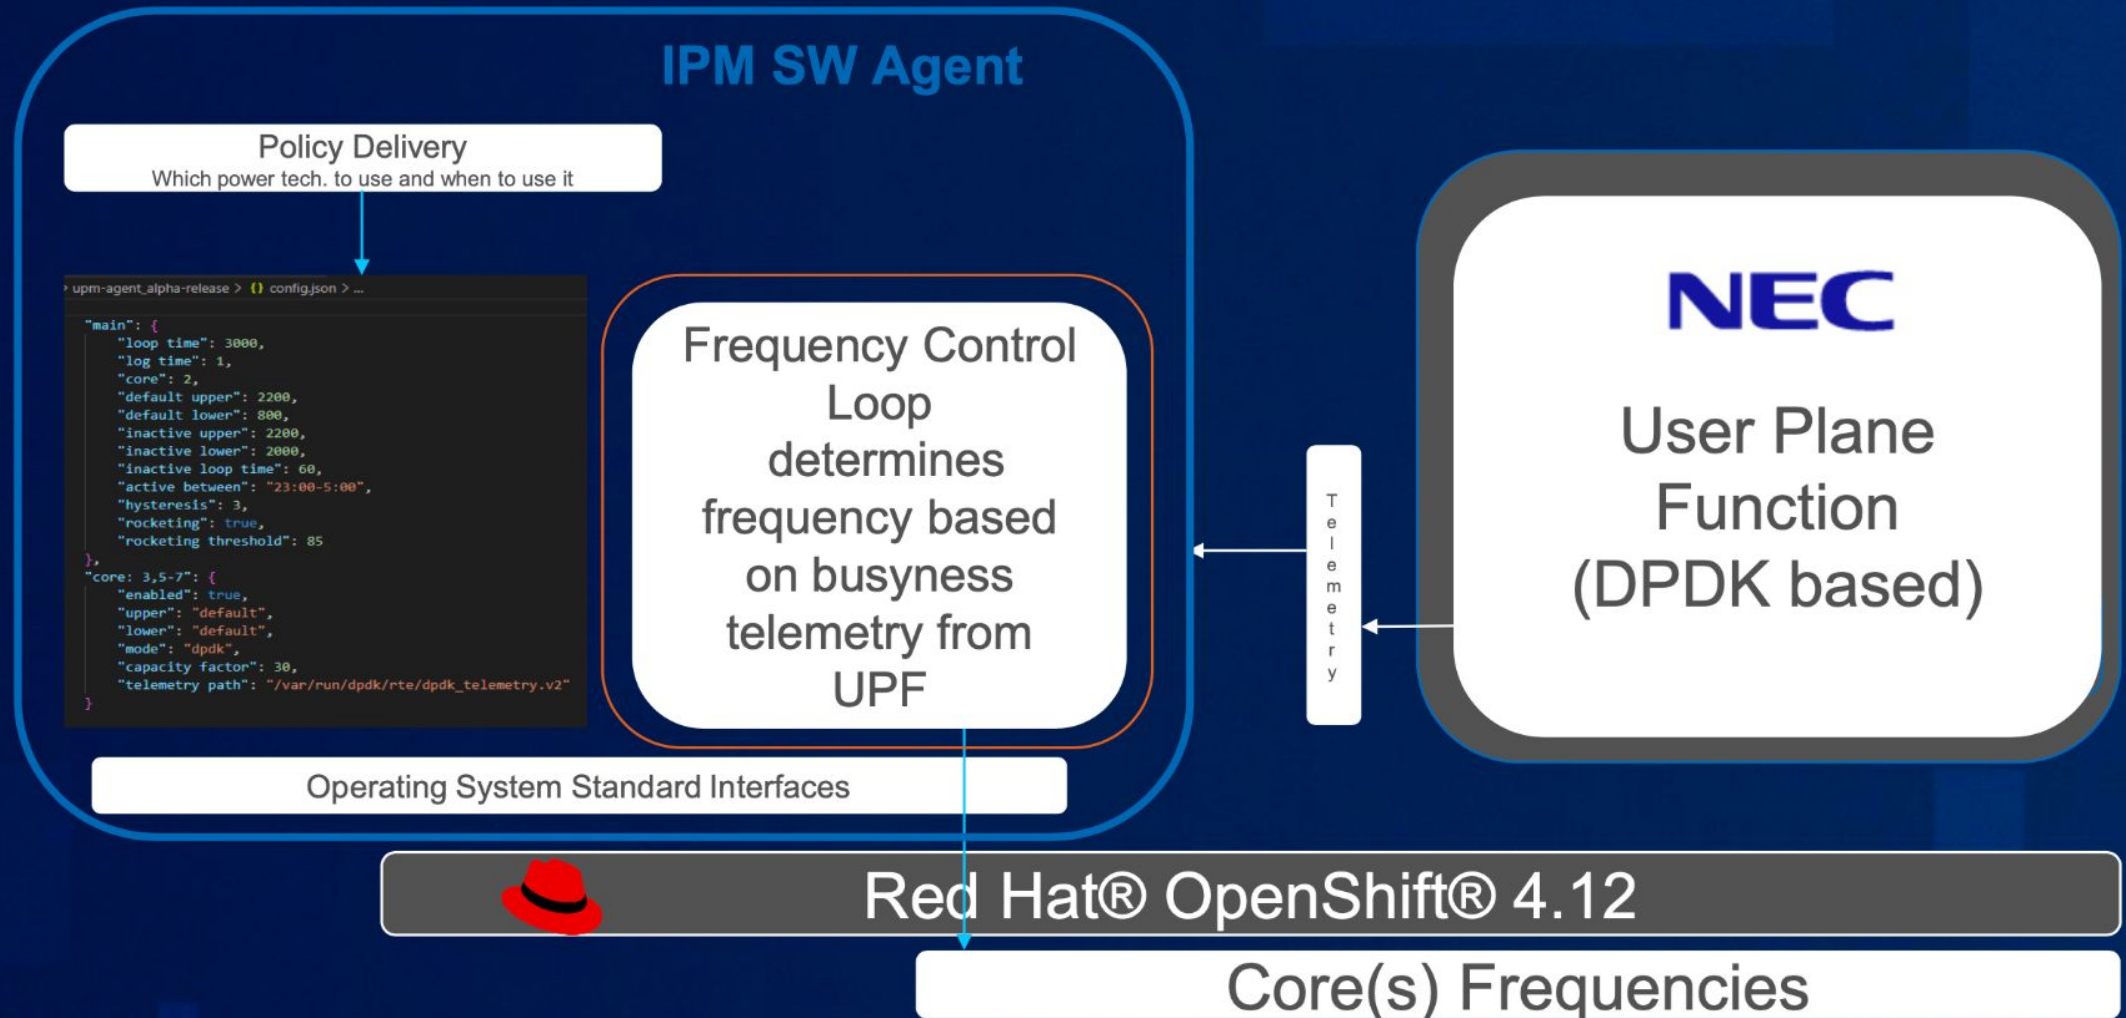 IPM SW Agent
Policy Delivery
Which power tech. to use and when to use it
› upm-agent_alpha-release > {} config.json > ...
"main": {
"loop time": 3000,
"log time": 1,
"core": 2,
"default upper": 2200,
"default lower": 800,
"inactive upper": 2200,
"inactive lower": 2000,
"inactive loop time": 60,
"active between": "23:00-5:00",
"hysteresis": 3,
"rocketing": true,
"rocketing threshold": 85
},
"core: 3,5-7": {
"enabled": true,
"upper": "default",
"lower": "default",
"mode": "dpdk",
"capacity factor": 30,
"telemetry path": "/var/run/dpdk/rte/dpdk_telemetry.v2"
}
Frequency Control
Loop
determines
frequency based
on busyness
telemetry from
UPF
Operating System Standard Interfaces
Telemetry
NEC
User Plane
Function
(DPDK based)
Red Hat® OpenShift® 4.12
Core(s) Frequencies